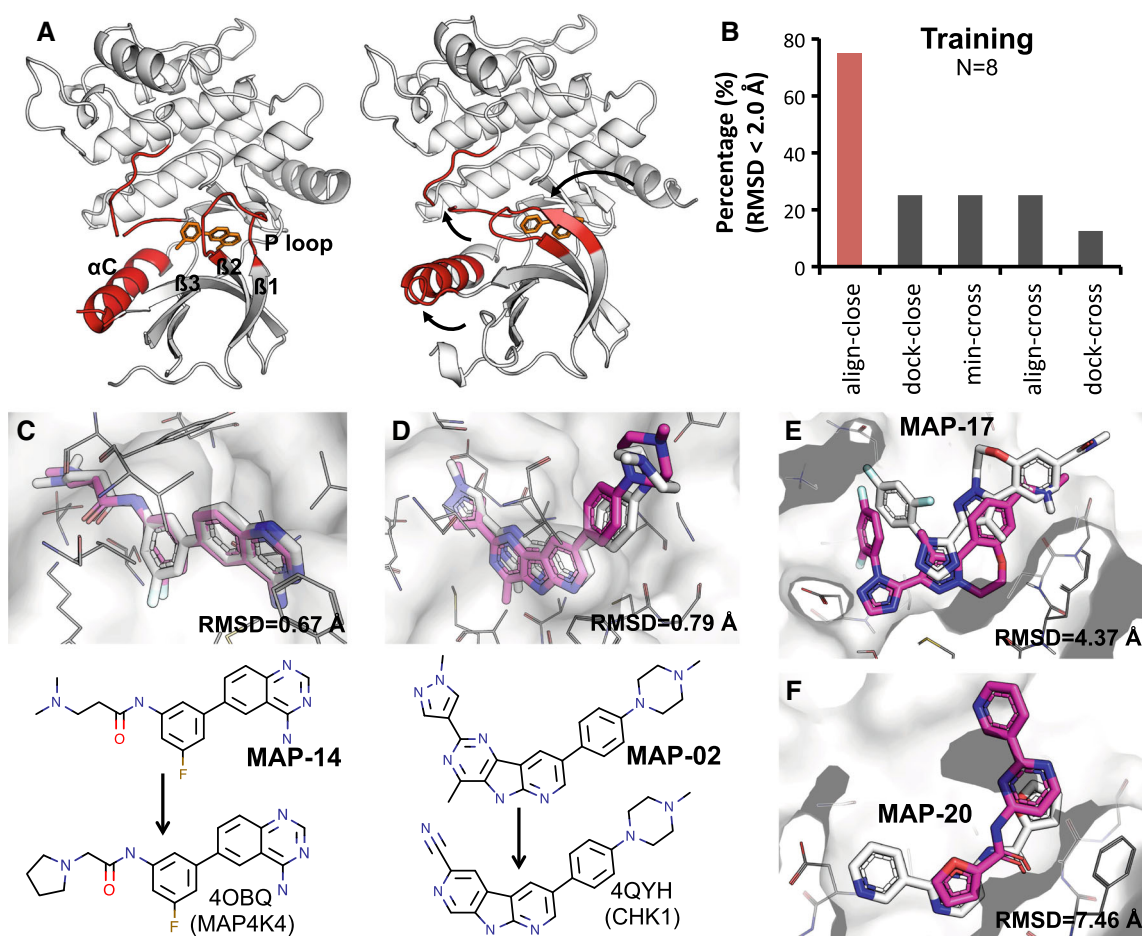 A
αC
ß3
ß2
ß1
P loop
B
Training
N=8
Percentage (%)
(RMSD < 2.0 Å)
80
60
40
20
0
align-close
dock-close
min-cross
align-cross
dock-cross
C
RMSD=0.67 Å
D
RMSD=0.79 Å
E
MAP-17
RMSD=4.37 Å
N
N
N
O
F
N
N
MAP-14
N
O
N
F
N
N
N
4OBQ
(MAP4K4)
N
N
N
N
N
N
N
N
MAP-02
N
N
N
N
N
N
N
4QYH
(CHK1)
F
MAP-20
RMSD=7.46 Å